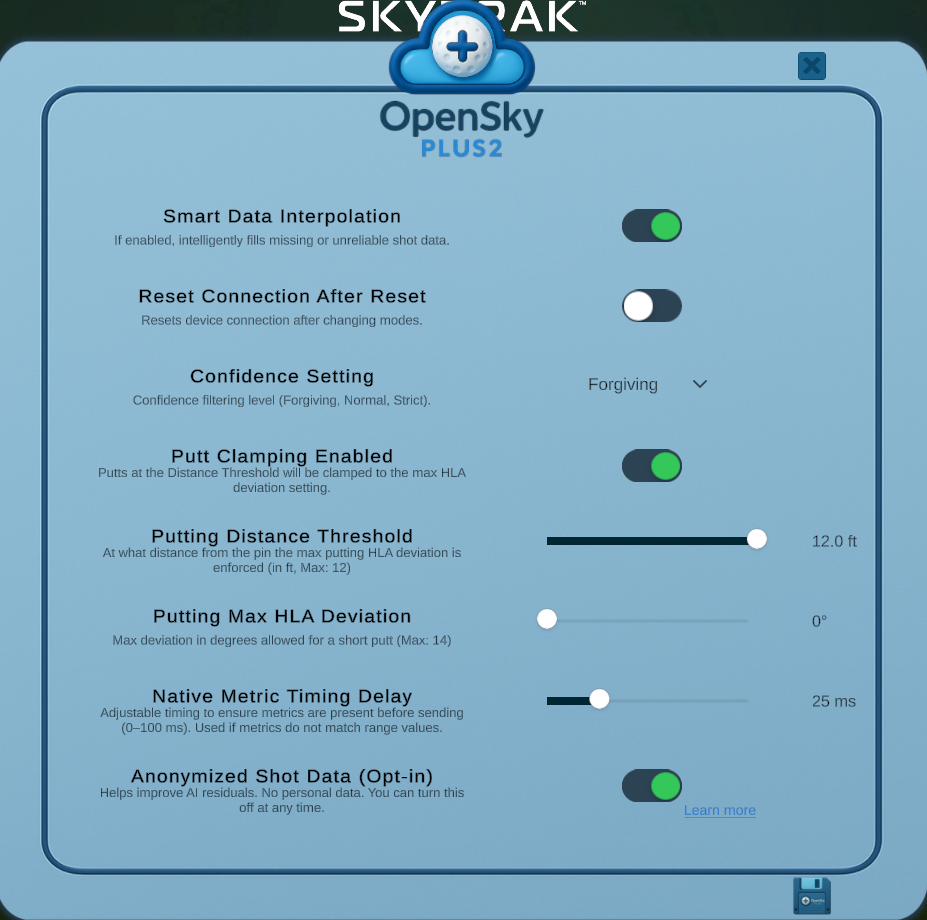 SKYTRAK™
OpenSky
PLUS2
Smart Data Interpolation
If enabled, intelligently fills missing or unreliable shot data.
Reset Connection After Reset
Resets device connection after changing modes.
Confidence Setting
Confidence filtering level (Forgiving, Normal, Strict).
Forgiving
Putt Clamping Enabled
Putts at the Distance Threshold will be clamped to the max HLA
deviation setting.
Putting Distance Threshold
At what distance from the pin the max putting HLA deviation is
enforced (in ft, Max: 12)
12.0 ft
Putting Max HLA Deviation
Max deviation in degrees allowed for a short putt (Max: 14)
0°
Native Metric Timing Delay
Adjustable timing to ensure metrics are present before sending
(0–100 ms). Used if metrics do not match range values.
25 ms
Anonymized Shot Data (Opt-in)
Helps improve AI residuals. No personal data. You can turn this
off at any time.
Learn more
OpenSky